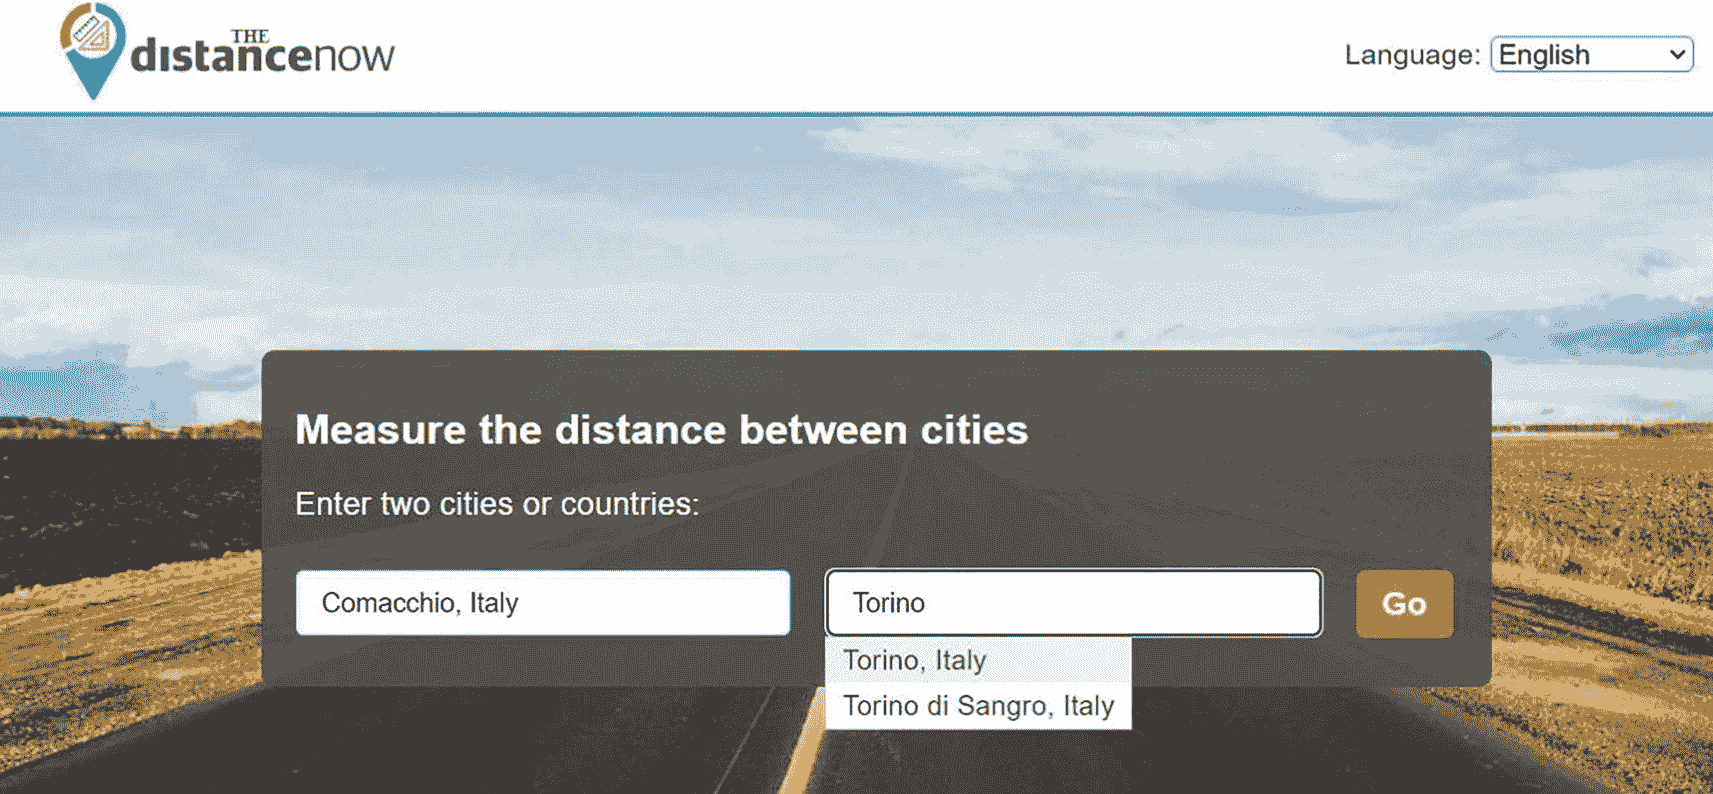 THE
distancenow
Language: English
Measure the distance between cities
Enter two cities or countries:
Comacchio, Italy
Torino
Go
Torino, Italy
Torino di Sangro, Italy